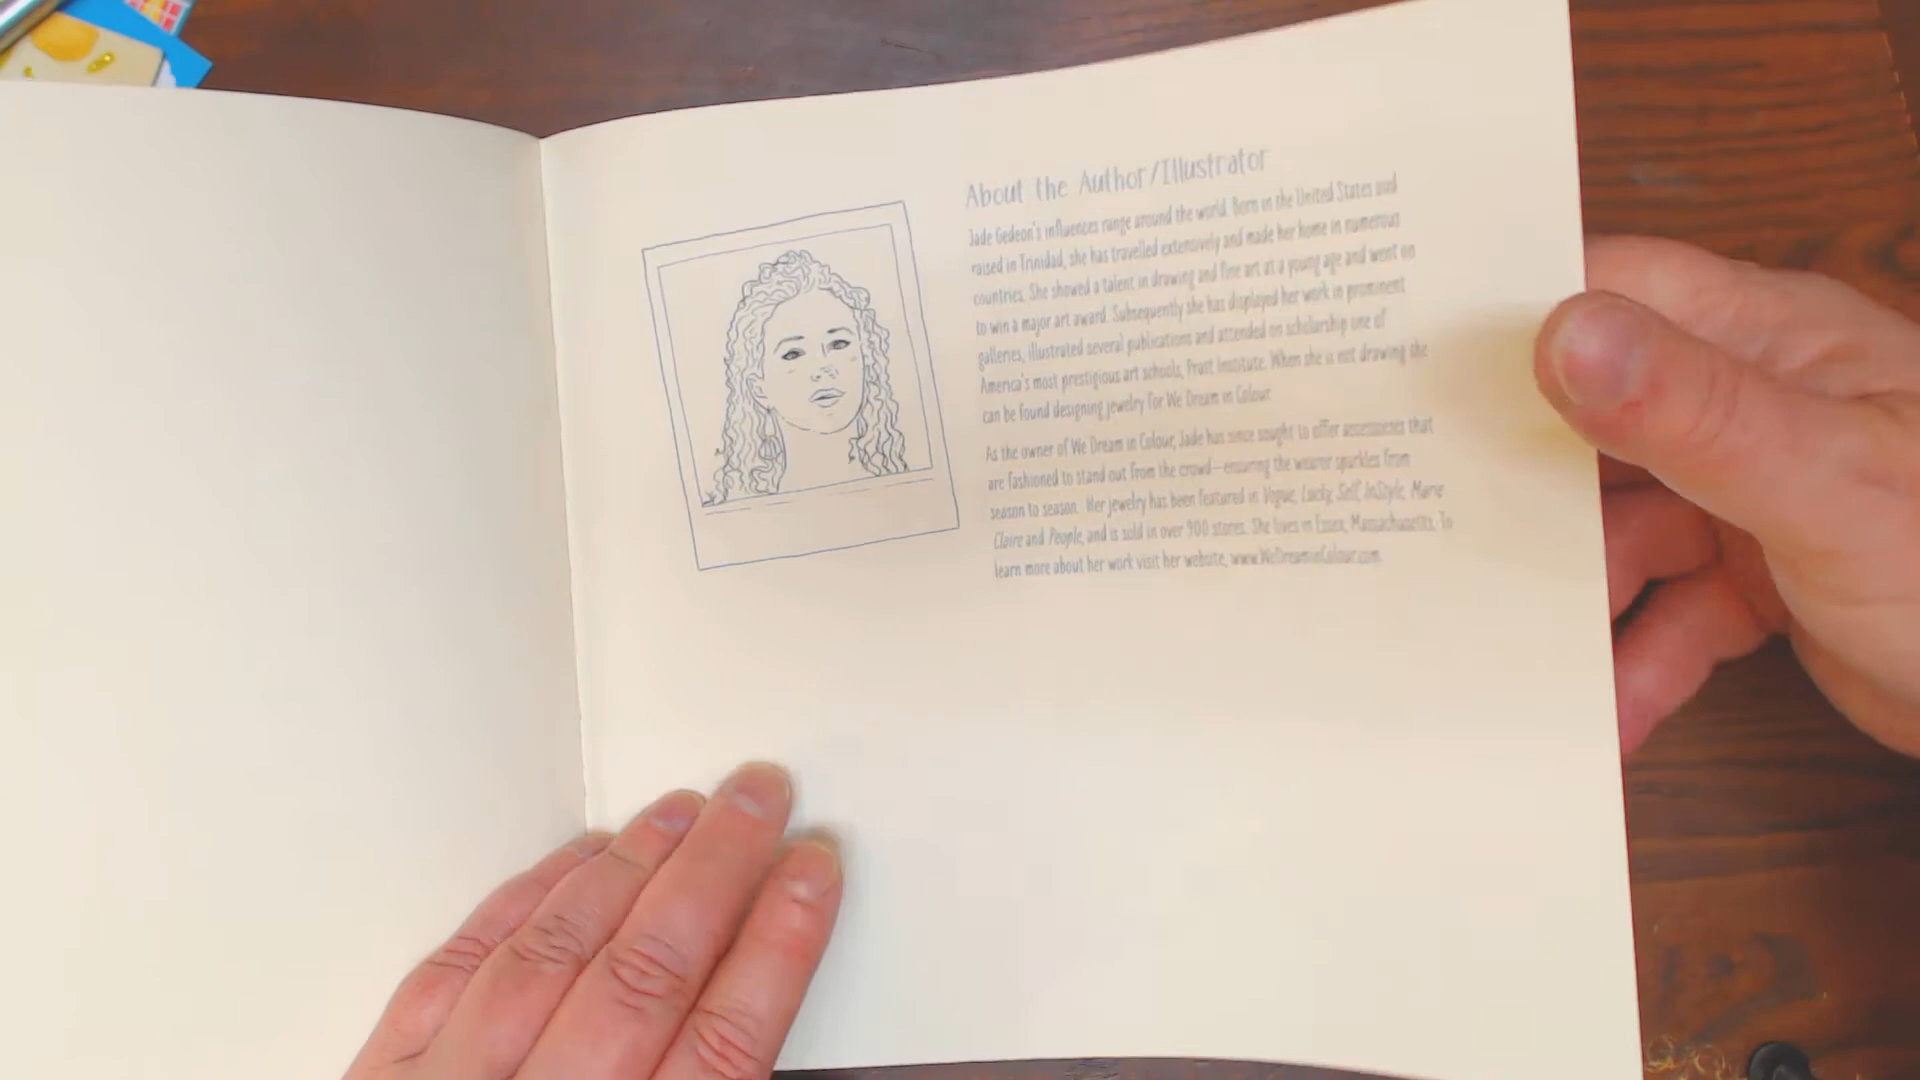 About the Author/Illustrator
Jade Gedeon's influences range around the world. Born in the United States and
raised in Trinidad, she has travelled extensively and made her home in numerous
countries. She showed a talent in drawing and fine art at a young age and went on
to win a major art award. Subsequently she has displayed her work in prominent
galleries, illustrated several publications and attended on scholarship one of
America's most prestigious art schools, Pratt Institute. When she is not drawing she
can be found designing jewelry for We Dream in Colour.
As the owner of We Dream in Colour, Jade has since sought to offer accessories that
are fashioned to stand out from the crowd—ensuring the wearer sparkles from
season to season. Her jewelry has been featured in Vogue, Lucky, Self, InStyle, Marie
Claire and People, and is sold in over 900 stores. She lives in Essex, Massachusetts. To
learn more about her work visit her website, www.WeDreaminColour.com.